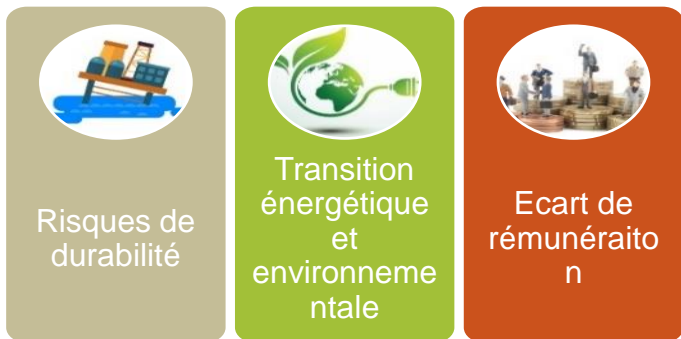 Risques de
durabilité
Transition
énergétique
et
environneme
ntale
Ecart de
rémunéraito
n